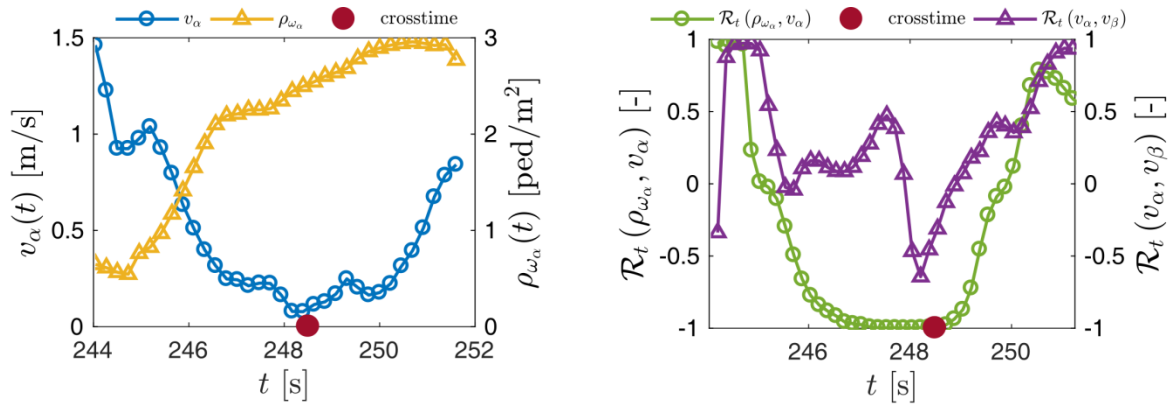 v_α ρ_{ω_α} crosstime
1.5
1
0.5
0
v_α(t) [m/s]
3
2
1
0
ρ_{ω_α}(t) [ped/m²]
244 246 248 250 252
t [s]
ℛ_t (ρ_{ω_α}, v_α) crosstime ℛ_t (v_α, v_β)
1
0.5
0
-0.5
-1
ℛ_t (ρ_{ω_α}, v_α) [-]
1
0.5
0
-0.5
-1
ℛ_t (v_α, v_β) [-]
246 248 250
t [s]